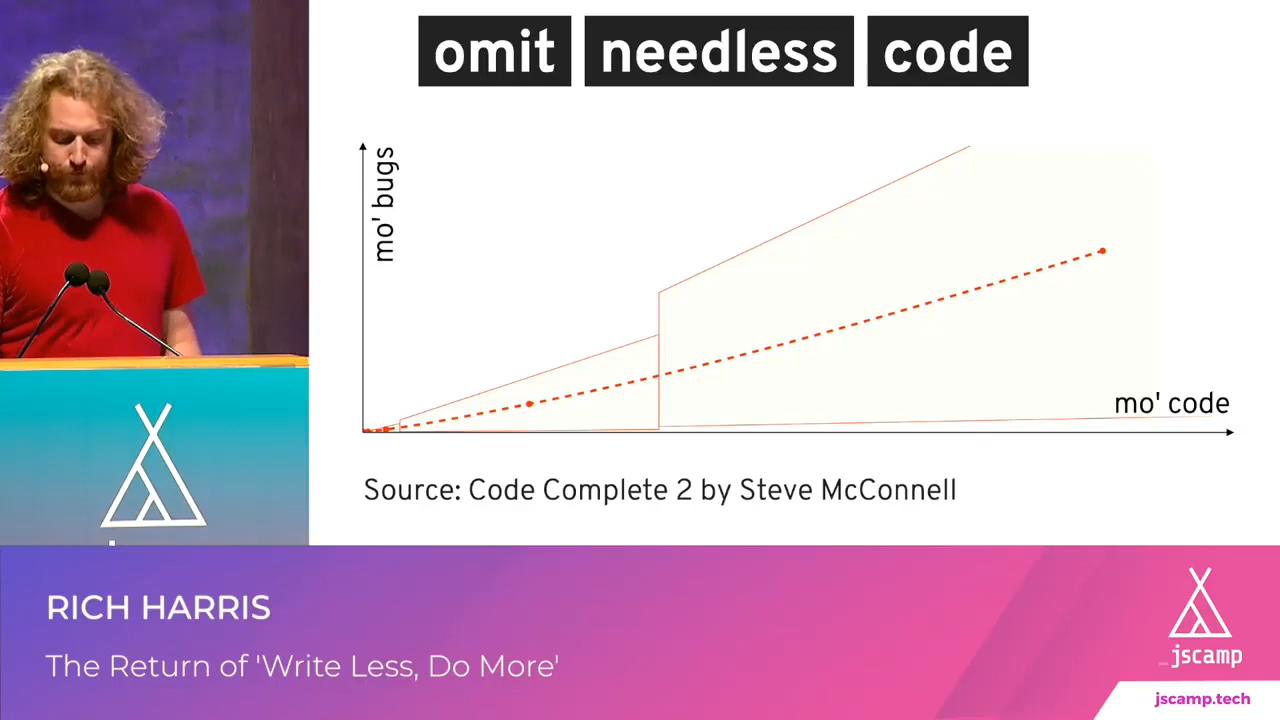 omit needless code
mo' bugs
mo' code
Source: Code Complete 2 by Steve McConnell
RICH HARRIS
The Return of 'Write Less, Do More'
jscamp
jscamp.tech